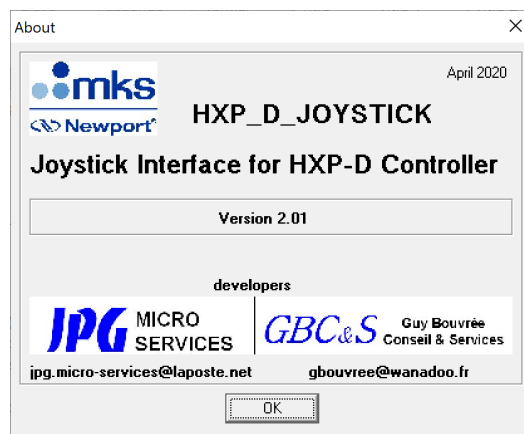 About
April 2020
mks
Newport®
HXP_D_JOYSTICK
Joystick Interface for HXP-D Controller
Version 2.01
developers
JPG MICRO SERVICES
GBC&S Guy Bouvrée Conseil & Services
jpg.micro-services@laposte.net
gbouvree@wanadoo.fr
OK